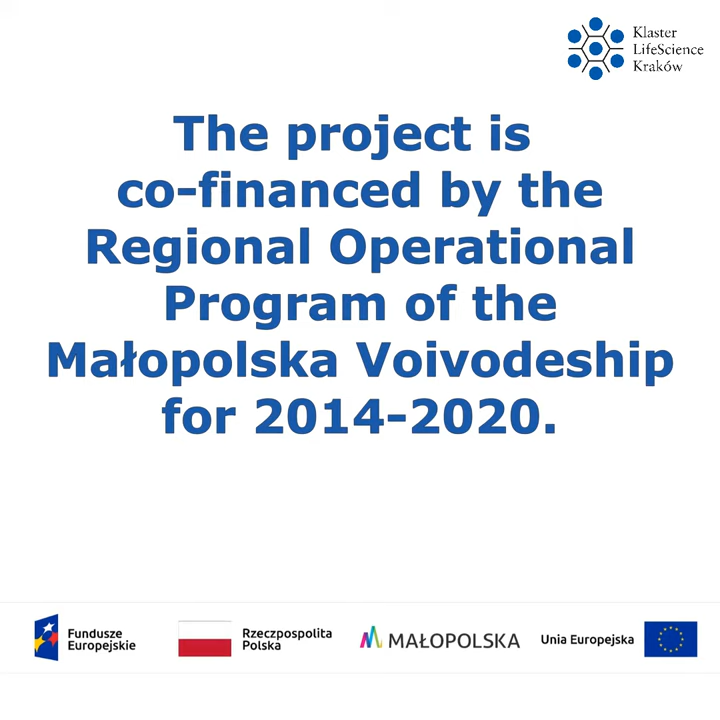 Klaster
LifeScience
Kraków
The project is
co-financed by the
Regional Operational
Program of the
Małopolska Voivodeship
for 2014-2020.
Fundusze
Europejskie
Rzeczpospolita
Polska
MAŁOPOLSKA
Unia Europejska